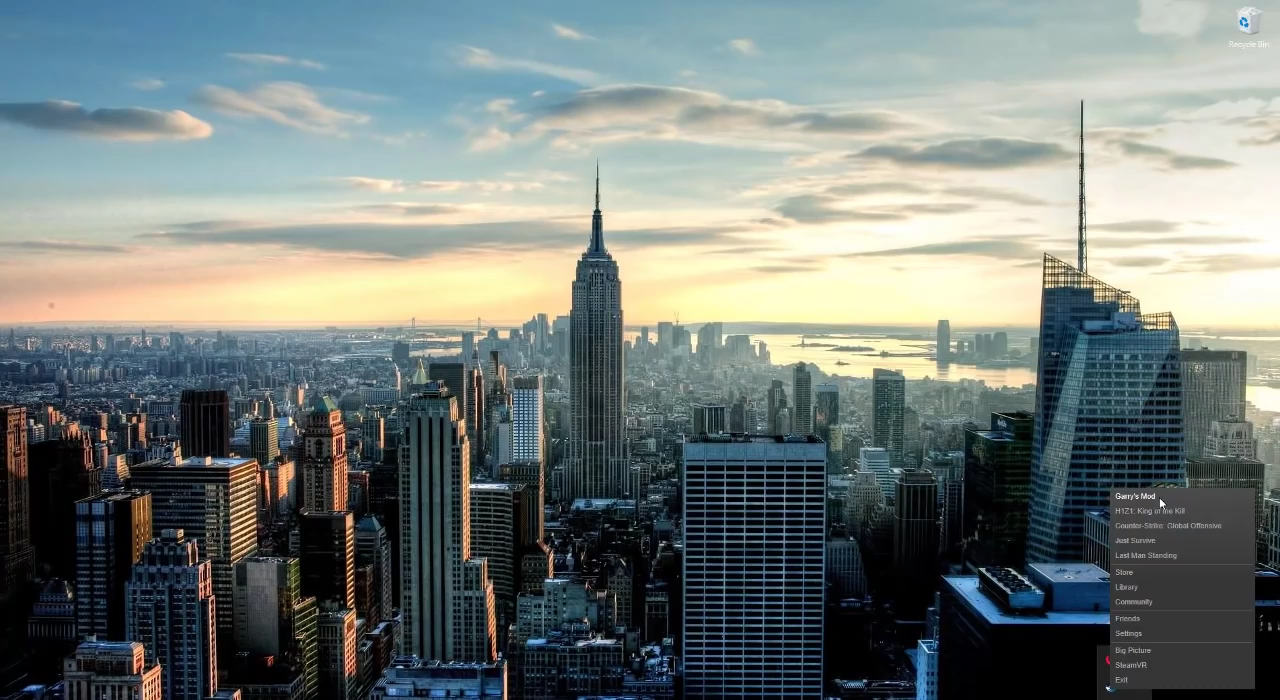 Recycle Bin
Garry's Mod
H1Z1: King of the Kill
Counter-Strike: Global Offensive
Just Survive
Last Man Standing
Store
Library
Community
Friends
Settings
Big Picture
SteamVR
Exit